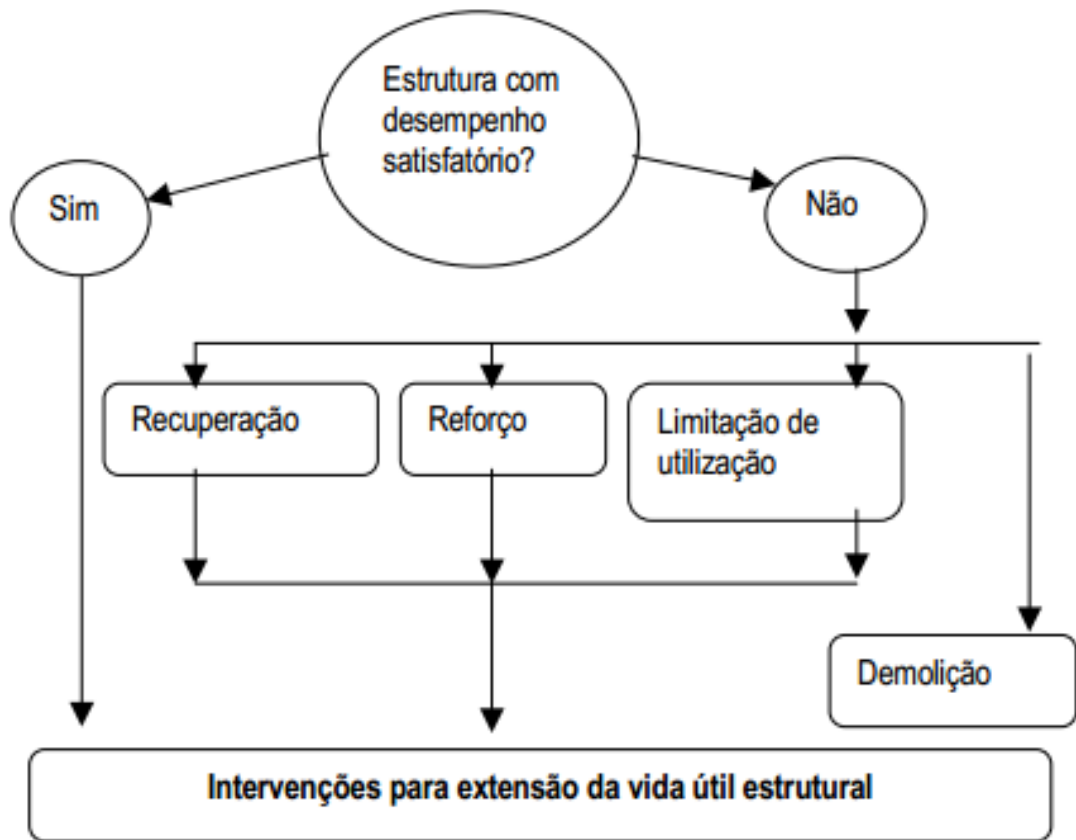 Estrutura com
desempenho
satisfatório?
Sim
Não
Recuperação
Reforço
Limitação de
utilização
Demolição
Intervenções para extensão da vida útil estrutural